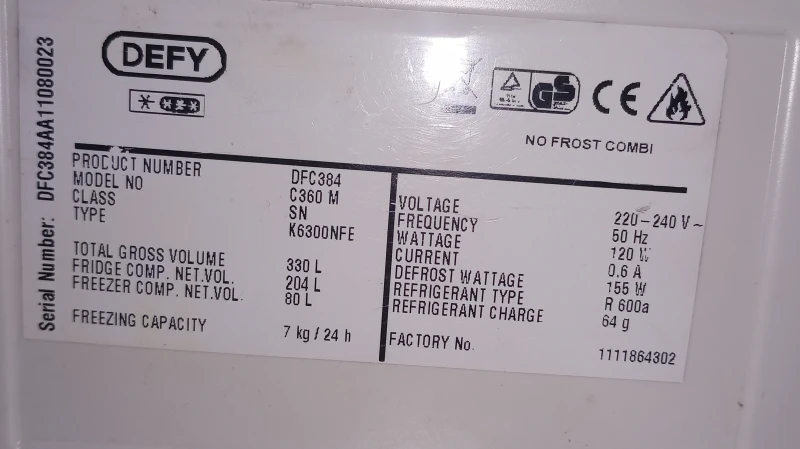 DEFY
GS
CE
NO FROST COMBI
Serial Number: DFC384AA11080023
PRODUCT NUMBER DFC384
MODEL NO C360 M
CLASS SN
TYPE K6300NFE
TOTAL GROSS VOLUME 330 L
FRIDGE COMP. NET.VOL. 204 L
FREEZER COMP. NET.VOL. 80 L
FREEZING CAPACITY 7 kg / 24 h
VOLTAGE 220-240 V~
FREQUENCY 50 Hz
WATTAGE 120 W
CURRENT 0.6 A
DEFROST WATTAGE 155 W
REFRIGERANT TYPE R 600a
REFRIGERANT CHARGE 64 g
FACTORY No. 1111864302